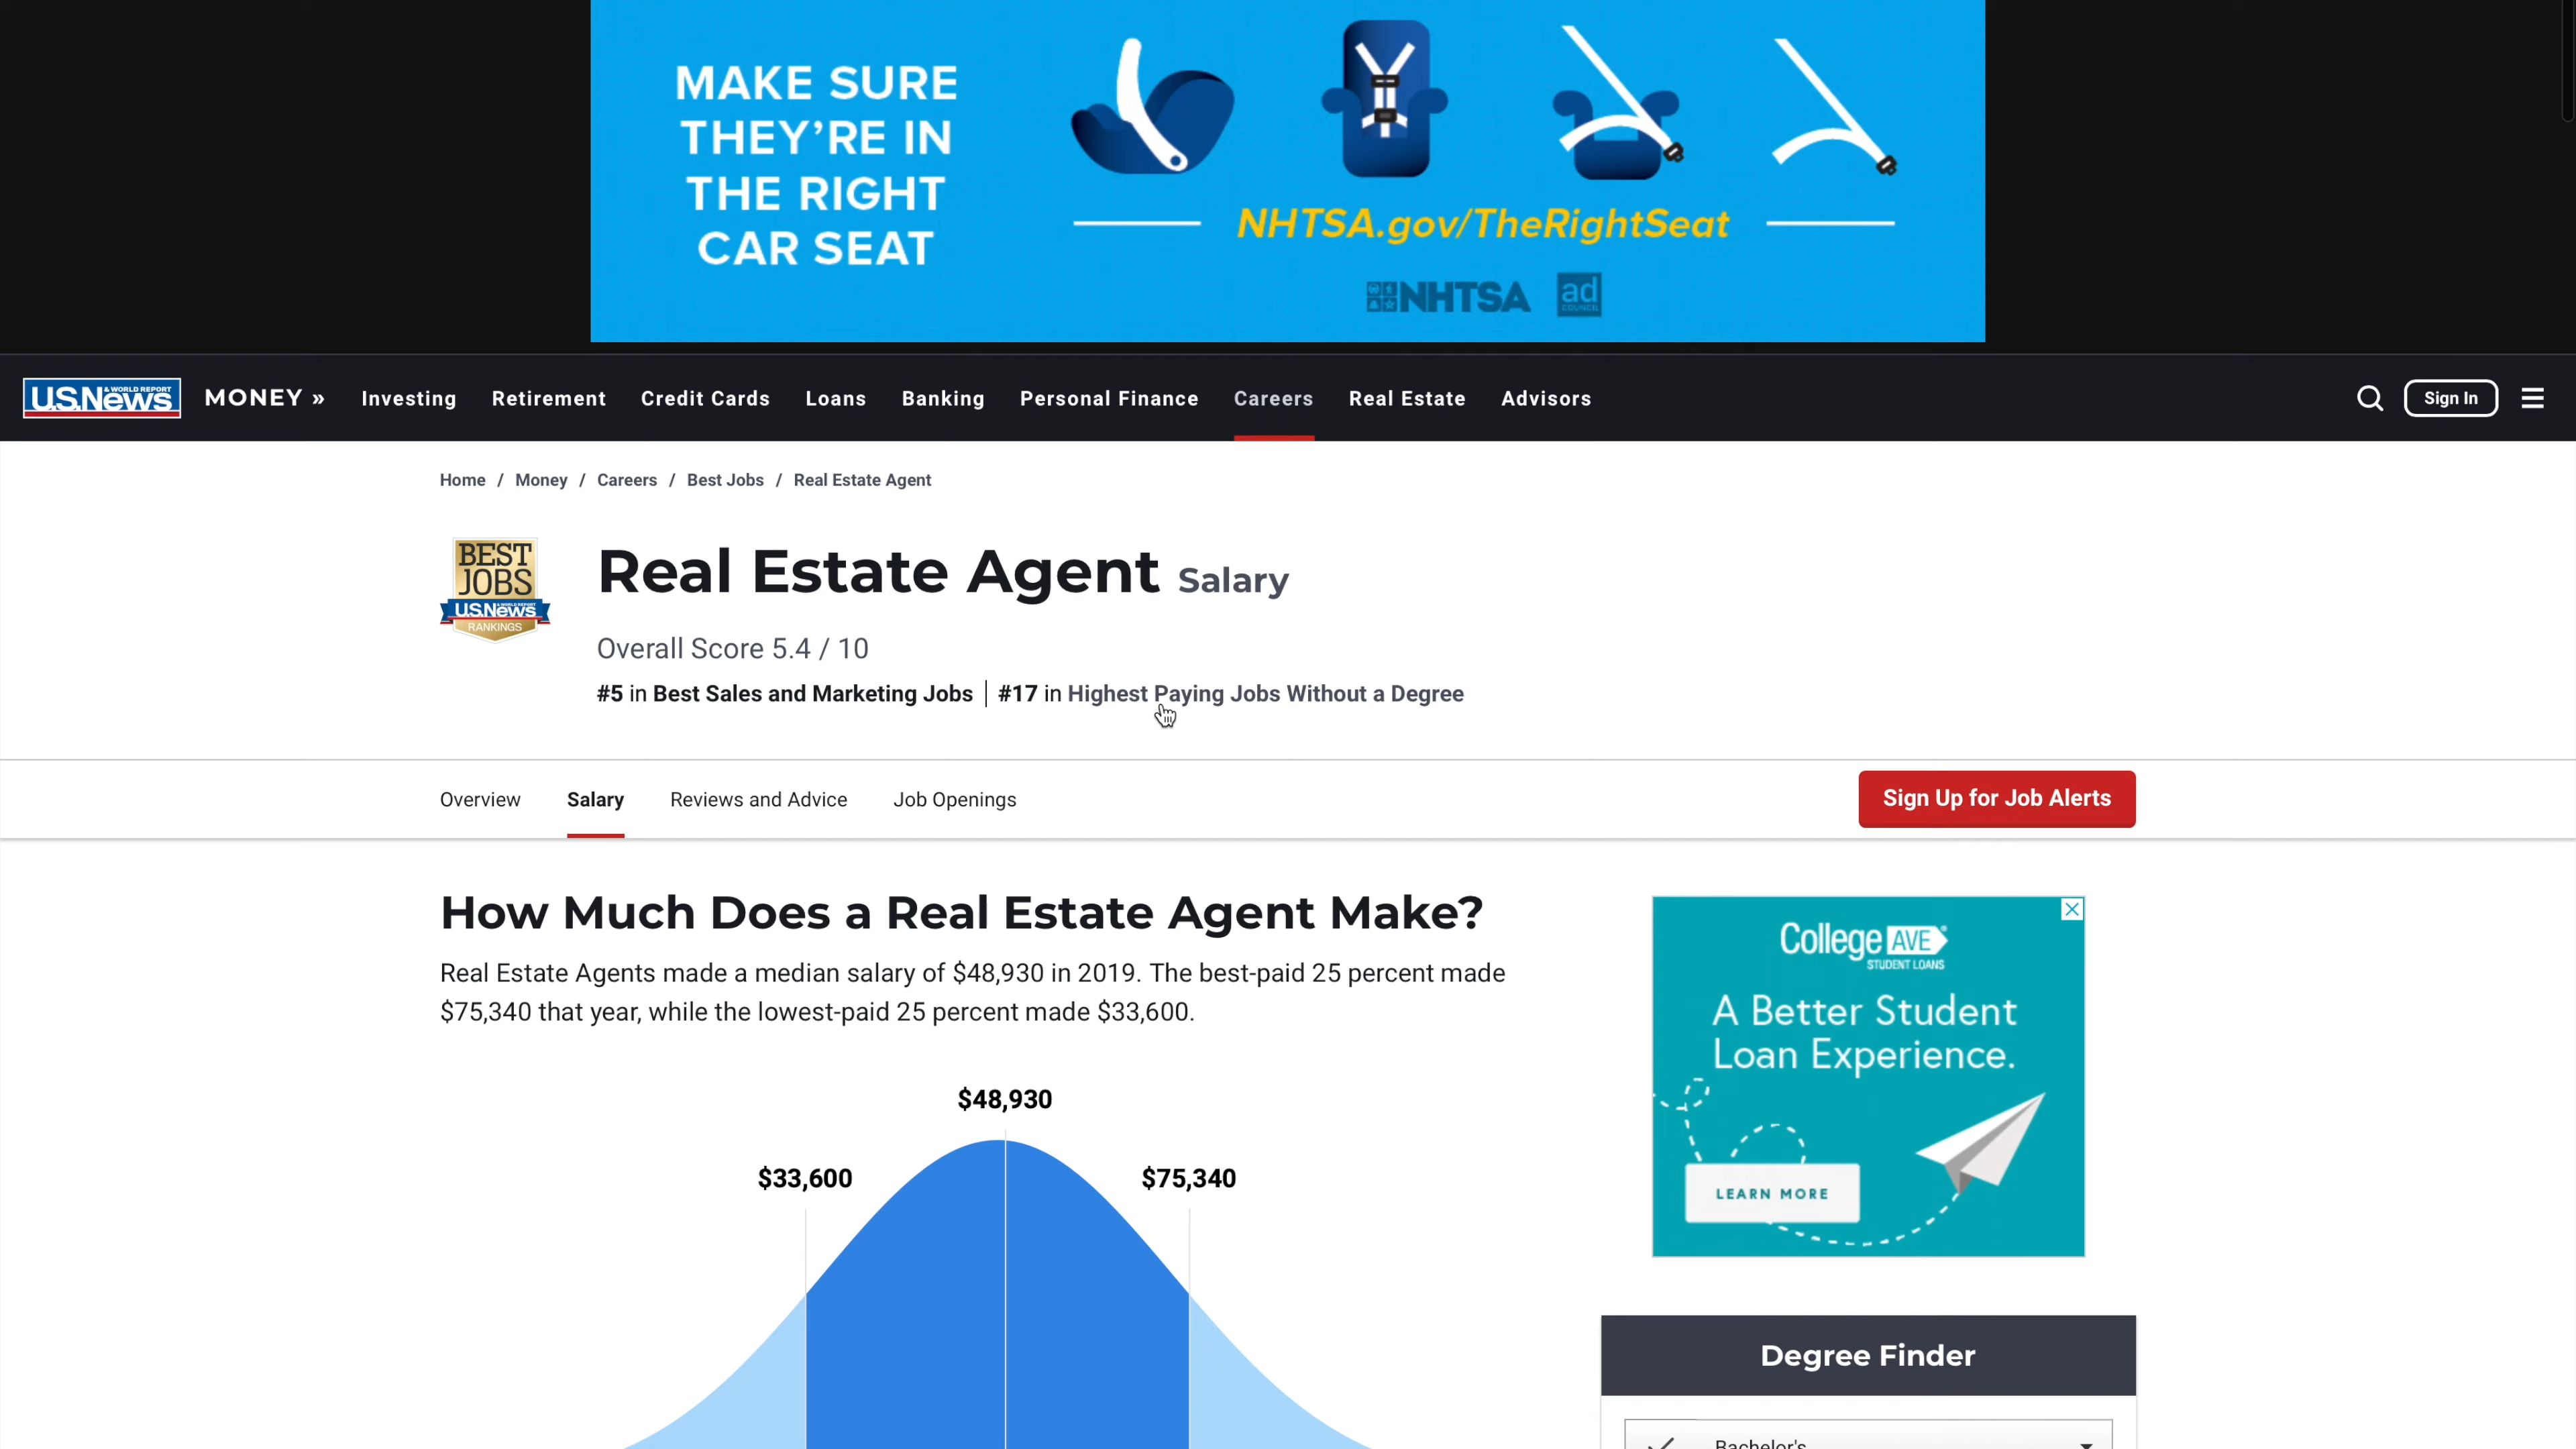 MAKE SURE
THEY'RE IN
THE RIGHT
CAR SEAT
NHTSA.gov/TheRightSeat
NHTSA
ad
COUNCIL
U.S.News & WORLD REPORT
MONEY » Investing Retirement Credit Cards Loans Banking Personal Finance Careers Real Estate Advisors Sign In
Home / Money / Careers / Best Jobs / Real Estate Agent
BEST
JOBS
U.S.News
& WORLD REPORT
RANKINGS
Real Estate Agent Salary
Overall Score 5.4 / 10
#5 in Best Sales and Marketing Jobs | #17 in Highest Paying Jobs Without a Degree
Overview Salary Reviews and Advice Job Openings Sign Up for Job Alerts
How Much Does a Real Estate Agent Make?
Real Estate Agents made a median salary of $48,930 in 2019. The best-paid 25 percent made
$75,340 that year, while the lowest-paid 25 percent made $33,600.
$48,930
$33,600 $75,340
College AVE
STUDENT LOANS
A Better Student
Loan Experience.
LEARN MORE
Degree Finder
Bachelor's